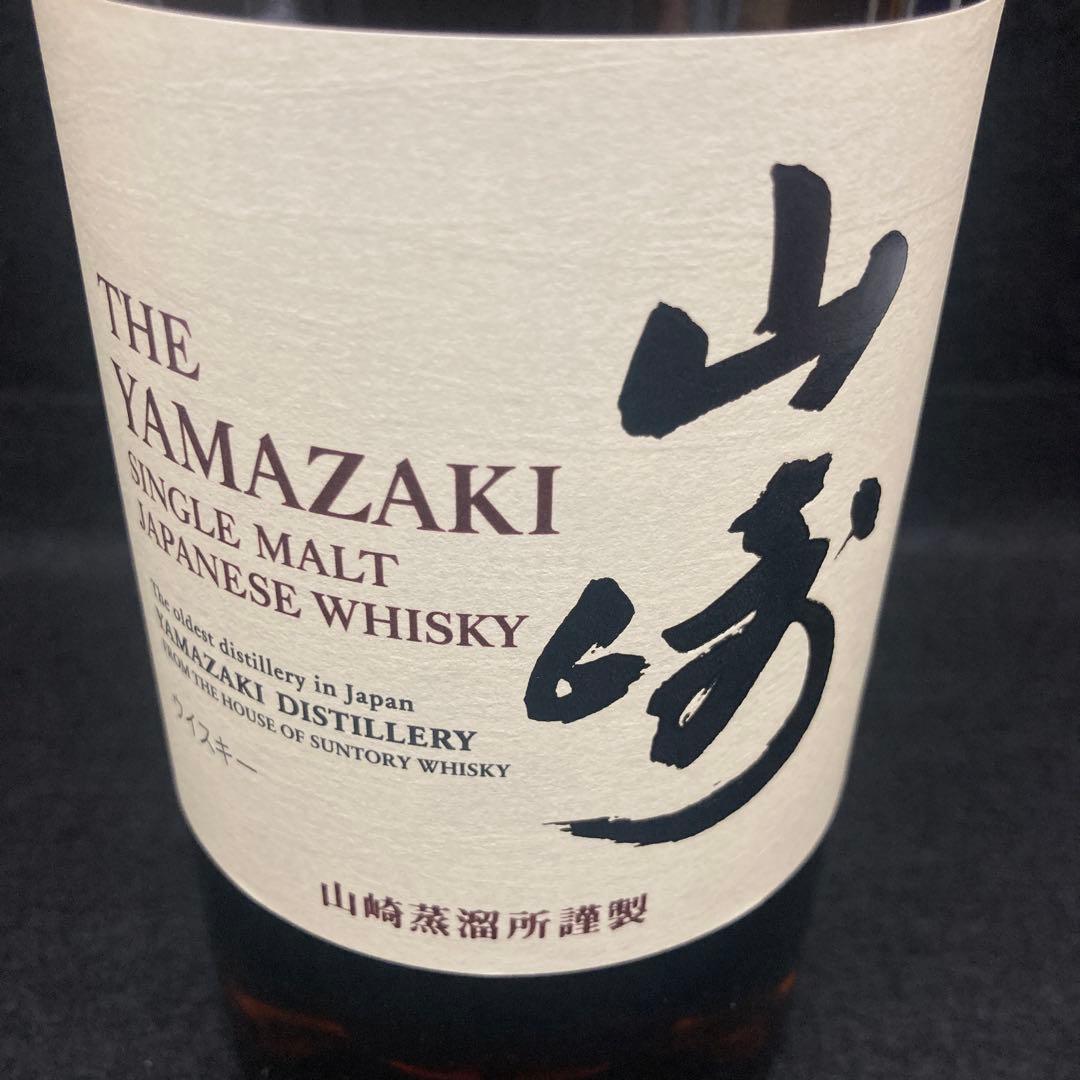 THE
YAMAZAKI
SINGLE MALT
JAPANESE WHISKY
The oldest distillery in Japan
YAMAZAKI DISTILLERY
FROM THE HOUSE OF SUNTORY WHISKY
ウイスキー
山崎
山崎蒸溜所謹製